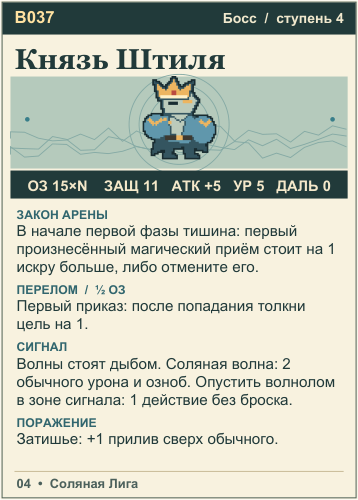 B037
Босс / ступень 4
Князь Штиля
ОЗ 15×N ЗАЩ 11 АТК +5 УР 5 ДАЛЬ 0
ЗАКОН АРЕНЫ
В начале первой фазы тишина: первый
произнесённый магический приём стоит на 1
искру больше, либо отмените его.
ПЕРЕЛОМ / ½ ОЗ
Первый приказ: после попадания толкни
цель на 1.
СИГНАЛ
Волны стоят дыбом. Соляная волна: 2
обычного урона и озноб. Опустить волнолом
в зоне сигнала: 1 действие без броска.
ПОРАЖЕНИЕ
Затишье: +1 прилив сверх обычного.
04 • Соляная Лига